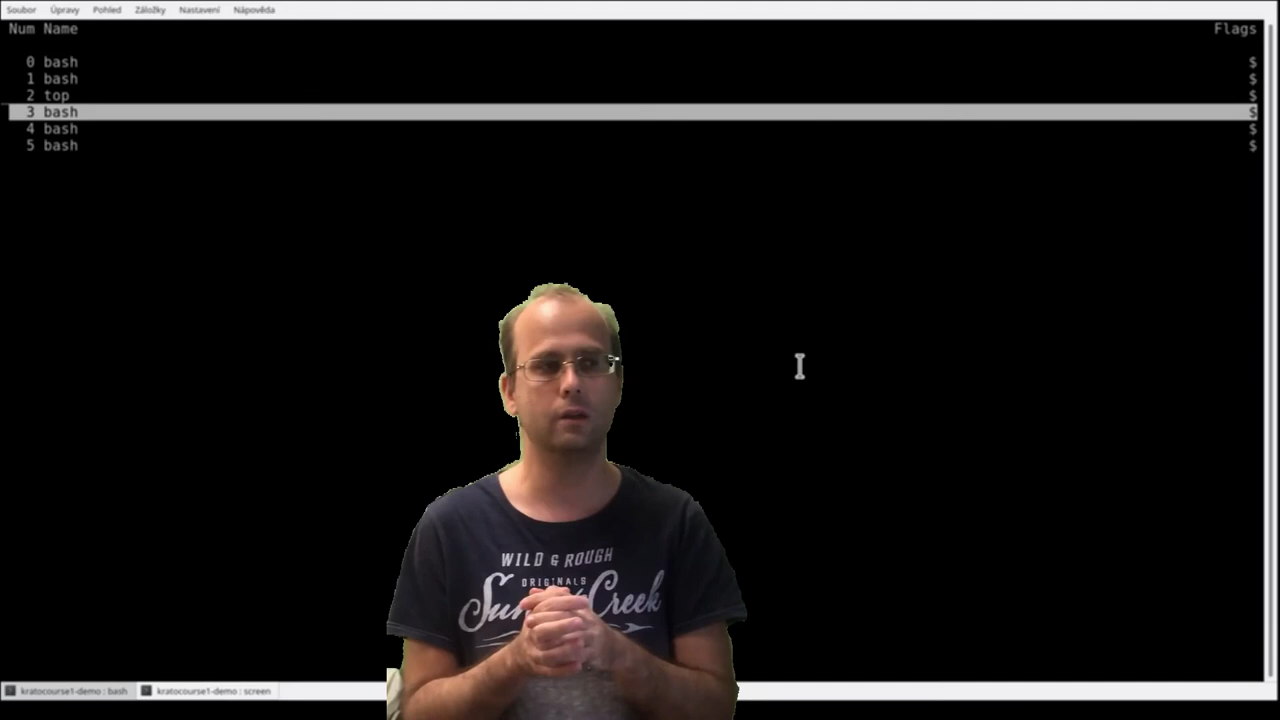 Soubor Úpravy Pohled Záložky Nastavení Nápověda
Num Name Flags
0 bash $
1 bash $
2 top $
3 bash $
4 bash $
5 bash $
WILD & ROUGH
ORIGINALS
Creek
kratocourse1-demo : bash kratocourse1-demo : screen